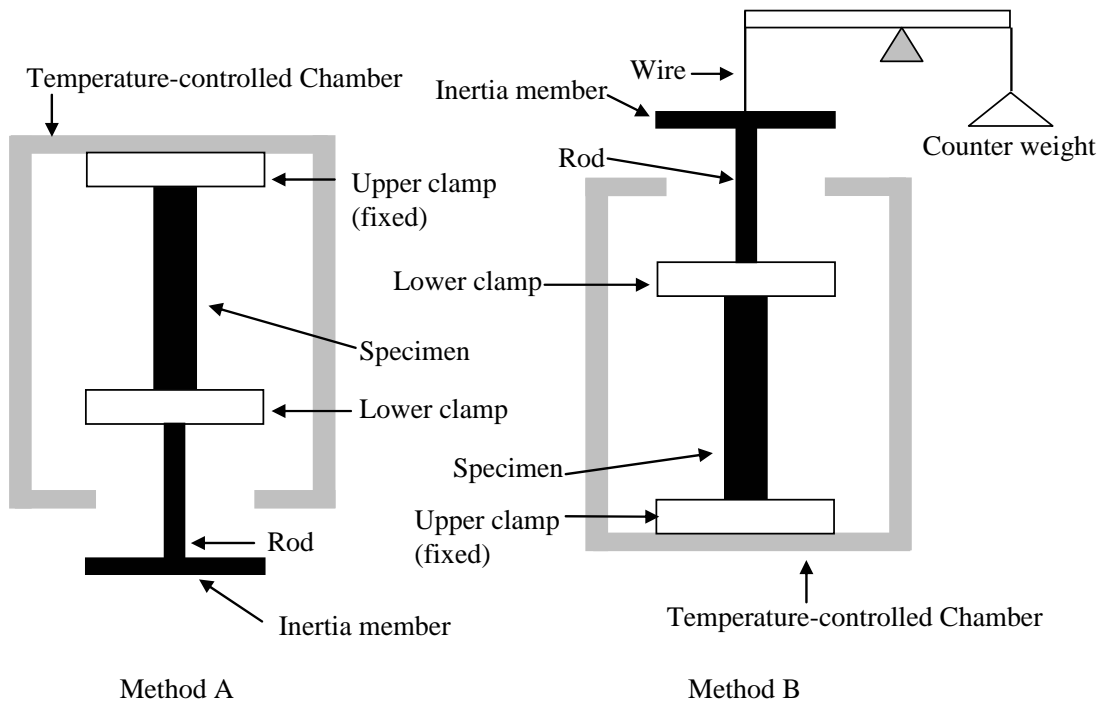 Temperature-controlled Chamber
Upper clamp
(fixed)
Specimen
Lower clamp
Rod
Inertia member
Method A
Wire
Inertia member
Counter weight
Rod
Lower clamp
Specimen
Upper clamp
(fixed)
Temperature-controlled Chamber
Method B